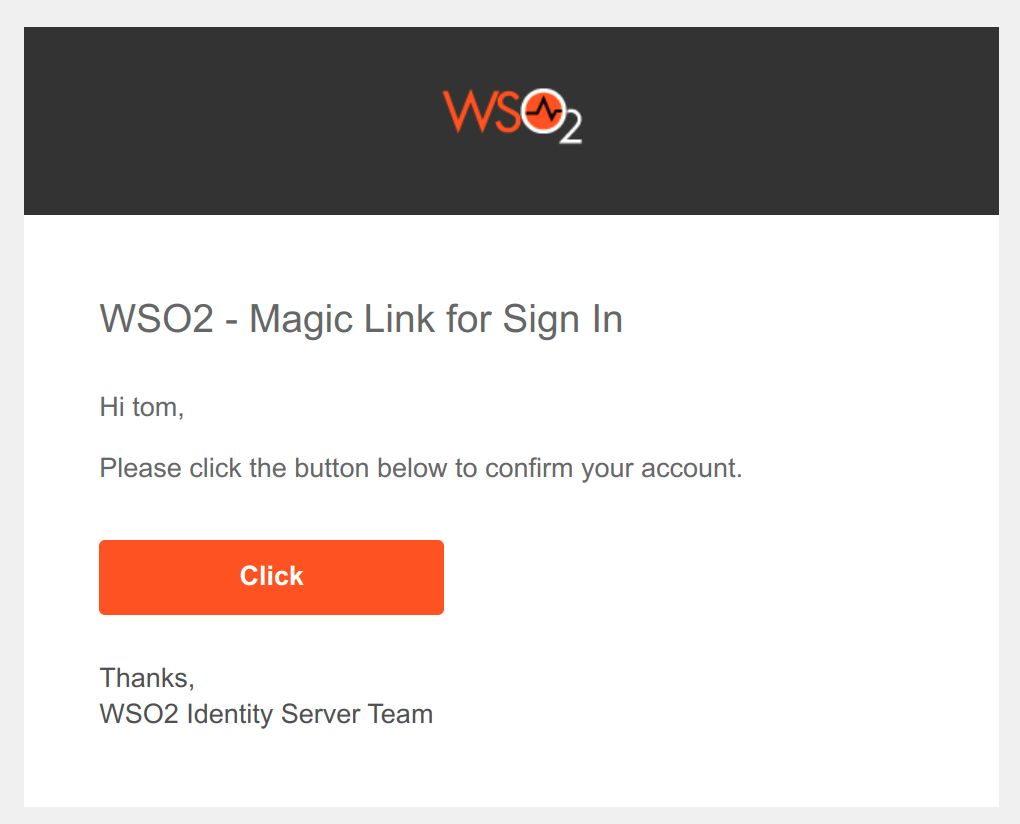 WSO2
WSO2 - Magic Link for Sign In
Hi tom,
Please click the button below to confirm your account.
Click
Thanks,
WSO2 Identity Server Team